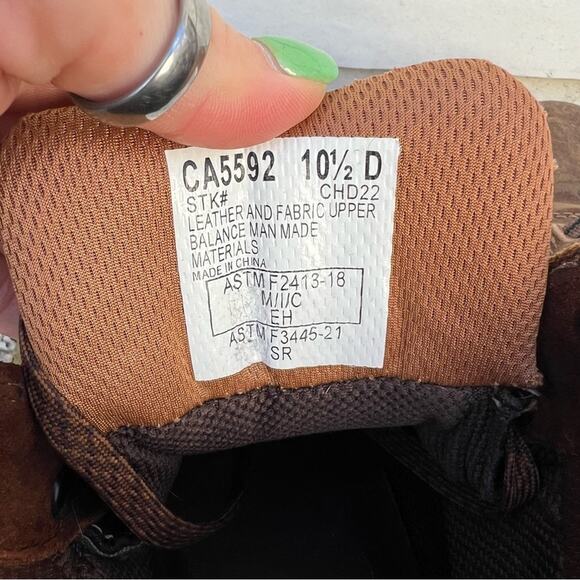 CA5592 10½ D
STK# CHD22
LEATHER AND FABRIC UPPER
BALANCE MAN MADE
MATERIALS
MADE IN CHINA
ASTM F2413-18
M/I/C
EH
ASTM F3445-21
SR